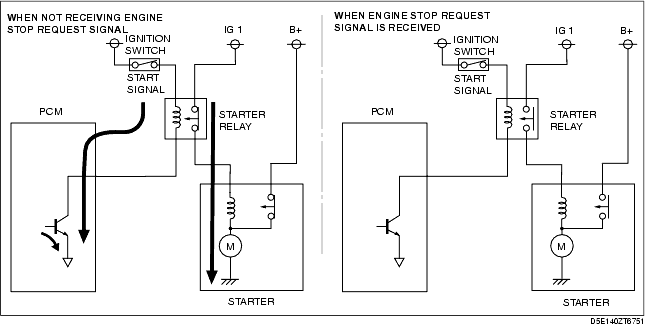 WHEN NOT RECEIVING ENGINE
STOP REQUEST SIGNAL
IG 1
B+
IGNITION
SWITCH
START
SIGNAL
PCM
STARTER
RELAY
M
STARTER
WHEN ENGINE STOP REQUEST
SIGNAL IS RECEIVED
IG 1
B+
IGNITION
SWITCH
START
SIGNAL
PCM
STARTER
RELAY
M
STARTER
D5E140ZT6751